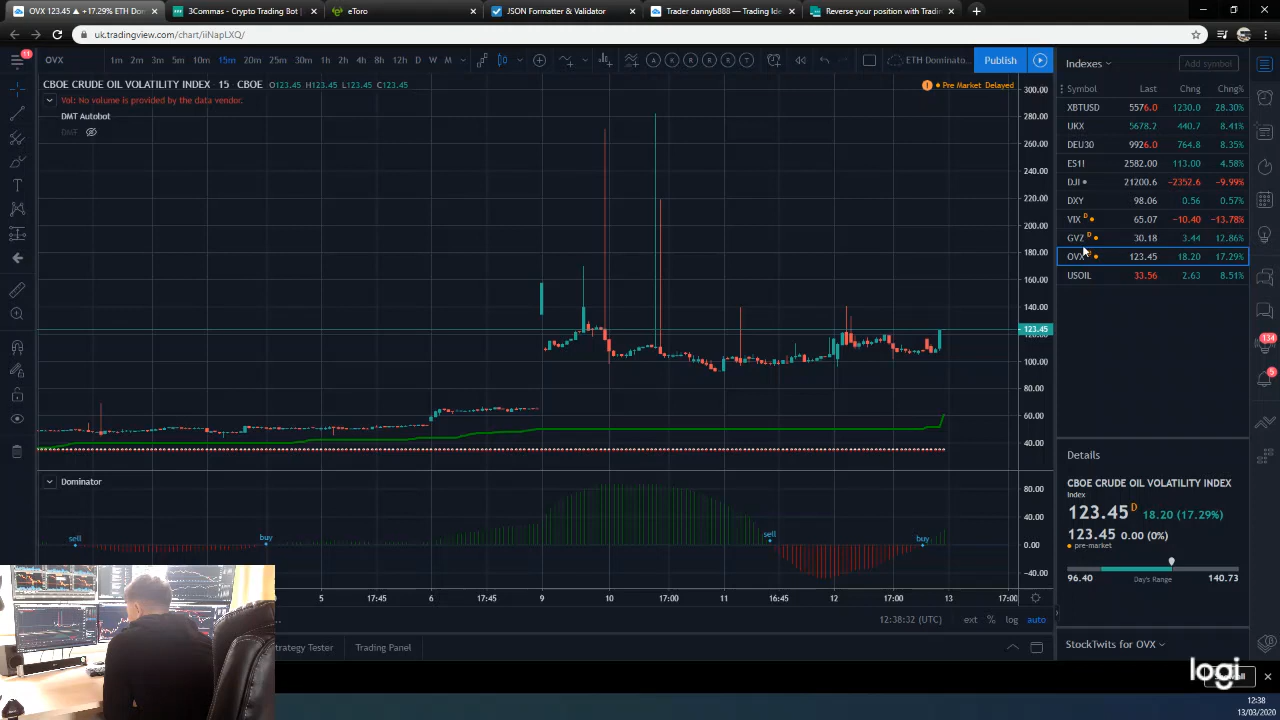 OVX 123.45 ▲ +17.29% ETH Dom
3Commas - Crypto Trading Bot
eToro
JSON Formatter & Validator
Trader dannyb888 — Trading Ide
Reverse your position with Tradin
uk.tradingview.com/chart/iiNapLXQ/
11
OVX 1m 2m 3m 5m 10m 15m 20m 25m 30m 1h 2h 4h 8h 12h D W M
ETH Dominato...
Publish
CBOE CRUDE OIL VOLATILITY INDEX · 15 · CBOE O123.45 H123.45 L123.45 C123.45
Pre Market Delayed
Vol: No volume is provided by the data vendor.
DMT Autobot
DMT
300.00
280.00
260.00
240.00
220.00
200.00
180.00
160.00
140.00
123.45
120.00
100.00
80.00
60.00
40.00
Dominator
80.00
40.00
0.00
−40.00
sell
buy
sell
buy
5 17:45 6 17:45 9 10 17:00 11 16:45 12 17:00 13 17:00
12:38:32 (UTC) ext % log auto
Strategy Tester Trading Panel
Indexes
Add symbol
Symbol Last Chng Chng%
XBTUSD 5576.0 1230.0 28.30%
UKX 5678.2 440.7 8.41%
DEU30 9926.0 764.8 8.35%
ES1! 2582.00 113.00 4.58%
DJI 21200.6 −2352.6 −9.99%
DXY 98.06 0.56 0.57%
VIX D 65.07 −10.40 −13.78%
GVZ D 30.18 3.44 12.86%
OVX 123.45 18.20 17.29%
USOIL 33.56 2.63 8.51%
134
5
Details
CBOE CRUDE OIL VOLATILITY INDEX
Index
123.45 D 18.20 (17.29%)
123.45 0.00 (0%)
pre-market
96.40 Day's Range 140.73
StockTwits for OVX
logi
12:38
13/03/2020